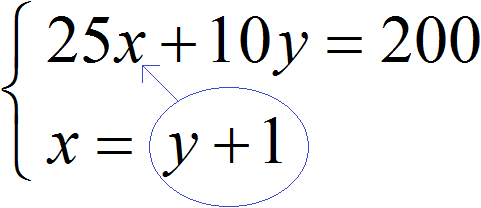 25x + 10y = 200
x = y + 1